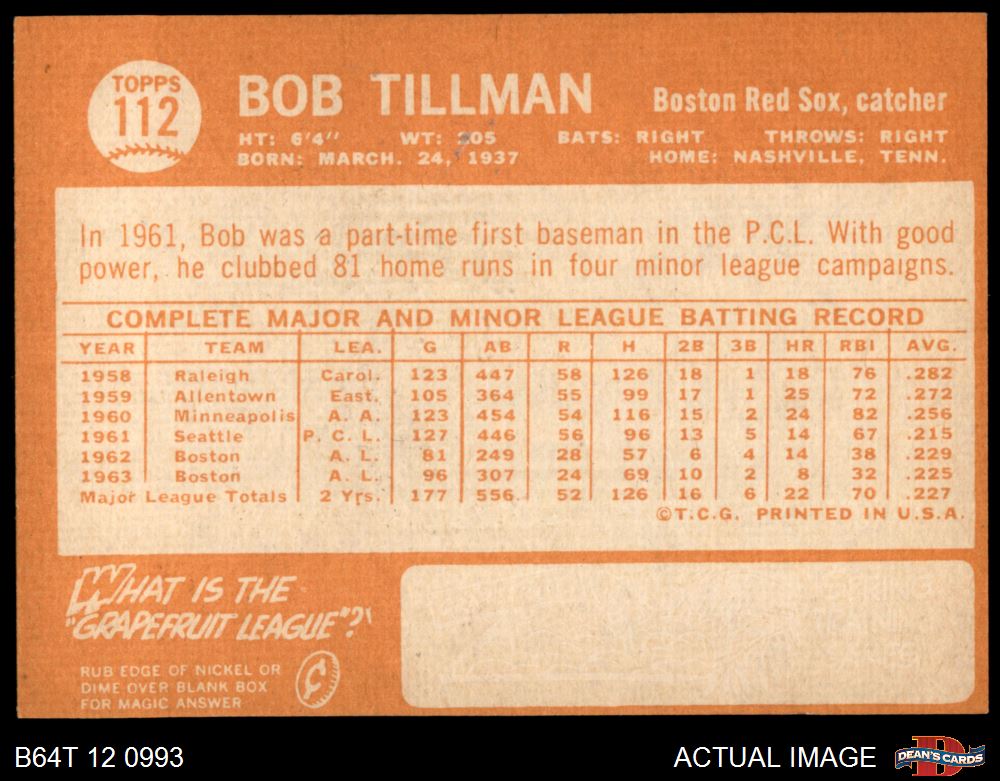 TOPPS
112
BOB TILLMAN
Boston Red Sox, catcher
HT: 6'4" WT: 205 BATS: RIGHT THROWS: RIGHT
BORN: MARCH. 24, 1937 HOME: NASHVILLE, TENN.
In 1961, Bob was a part-time first baseman in the P.C.L. With good
power, he clubbed 81 home runs in four minor league campaigns.
COMPLETE MAJOR AND MINOR LEAGUE BATTING RECORD
YEAR TEAM LEA. G AB R H 2B 3B HR RBI AVG.
1958 Raleigh Carol. 123 447 58 126 18 1 18 76 .282
1959 Allentown East. 105 364 55 99 17 1 25 72 .272
1960 Minneapolis A. A. 123 454 54 116 15 2 24 82 .256
1961 Seattle P. C. L. 127 446 56 96 13 5 14 67 .215
1962 Boston A. L. 81 249 28 57 6 4 14 38 .229
1963 Boston A. L. 96 307 24 69 10 2 8 32 .225
Major League Totals 2 Yrs. 177 556 52 126 16 6 22 70 .227
©T.C.G. PRINTED IN U.S.A.
WHAT IS THE
"GRAPEFRUIT LEAGUE"?
RUB EDGE OF NICKEL OR
DIME OVER BLANK BOX
FOR MAGIC ANSWER
B64T 12 0993
ACTUAL IMAGE
DEAN'S CARDS